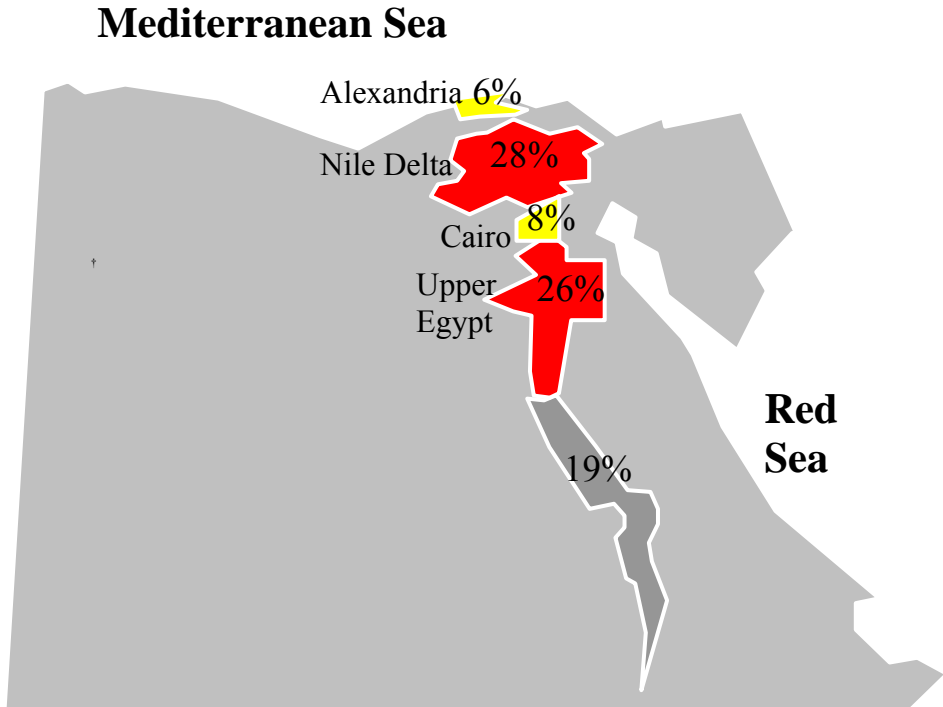 Mediterranean Sea
Alexandria 6%
Nile Delta 28%
8%
Cairo
Upper 26%
Egypt
Red
Sea
19%
†